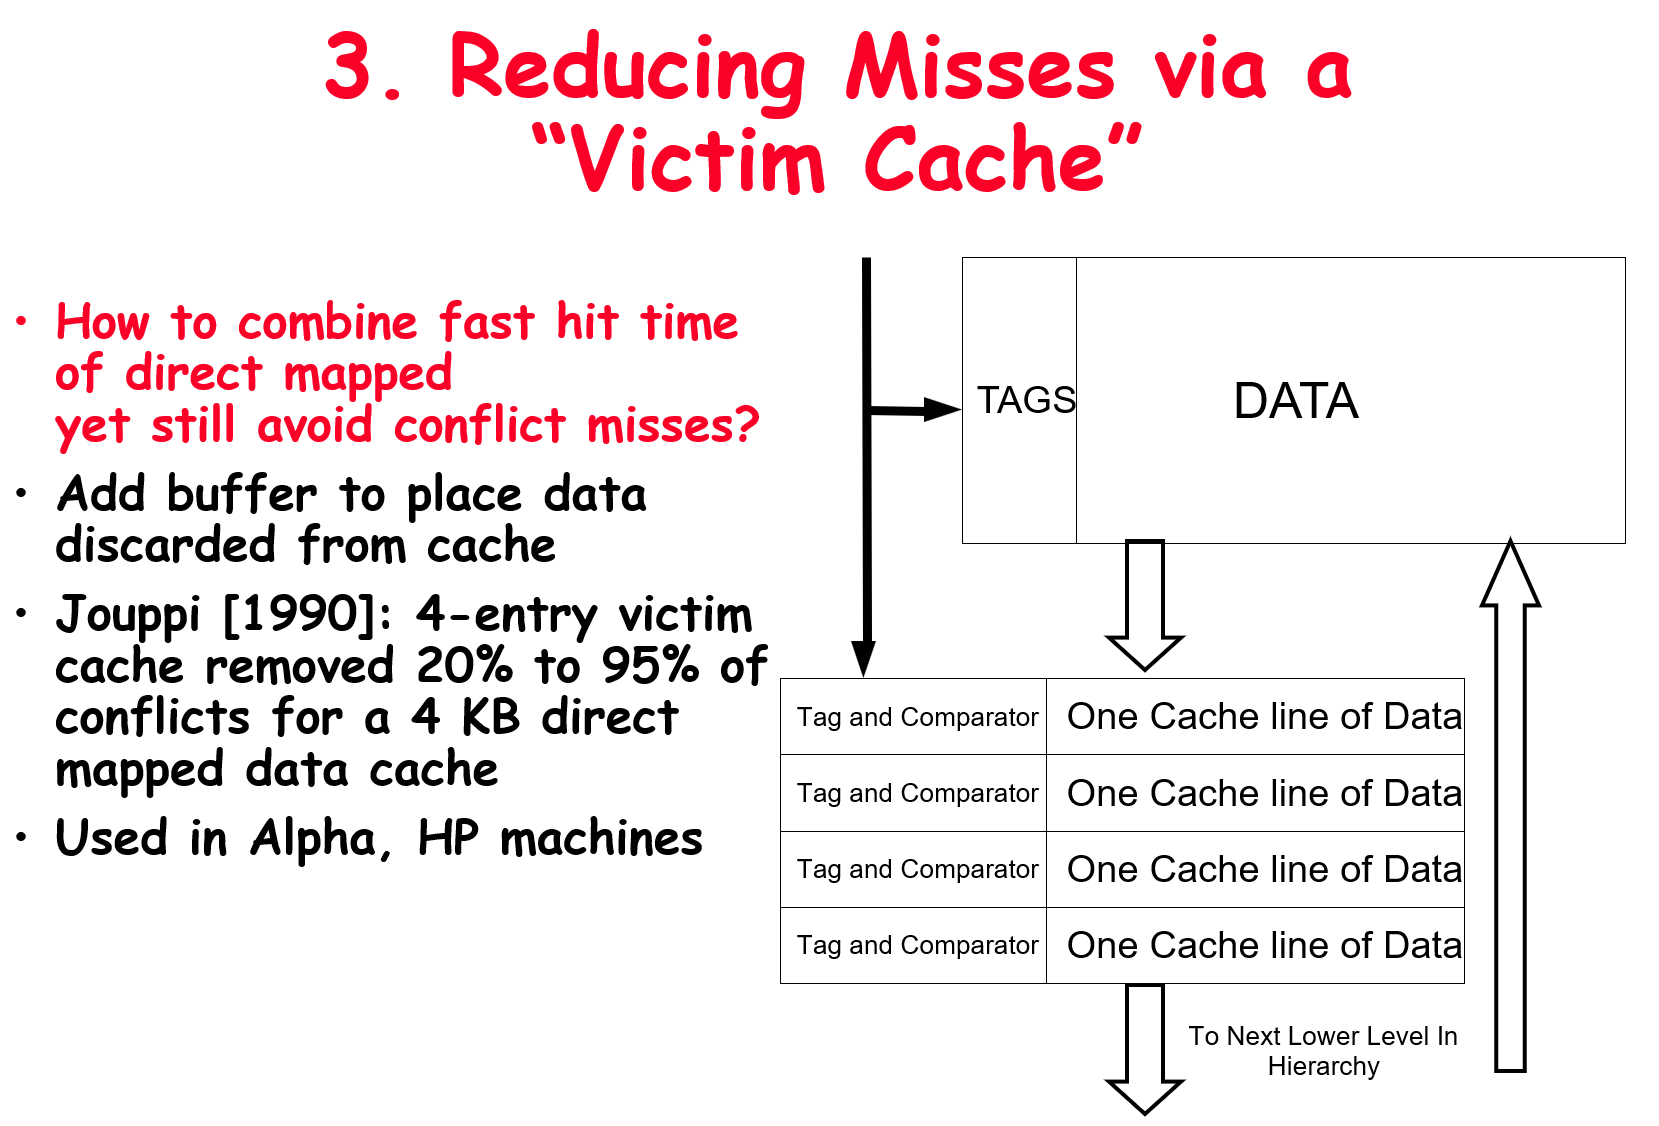 3. Reducing Misses via a
“Victim Cache”
• How to combine fast hit time
of direct mapped
yet still avoid conflict misses?
• Add buffer to place data
discarded from cache
• Jouppi [1990]: 4-entry victim
cache removed 20% to 95% of
conflicts for a 4 KB direct
mapped data cache
• Used in Alpha, HP machines
TAGS
DATA
Tag and Comparator
One Cache line of Data
Tag and Comparator
One Cache line of Data
Tag and Comparator
One Cache line of Data
Tag and Comparator
One Cache line of Data
To Next Lower Level In
Hierarchy